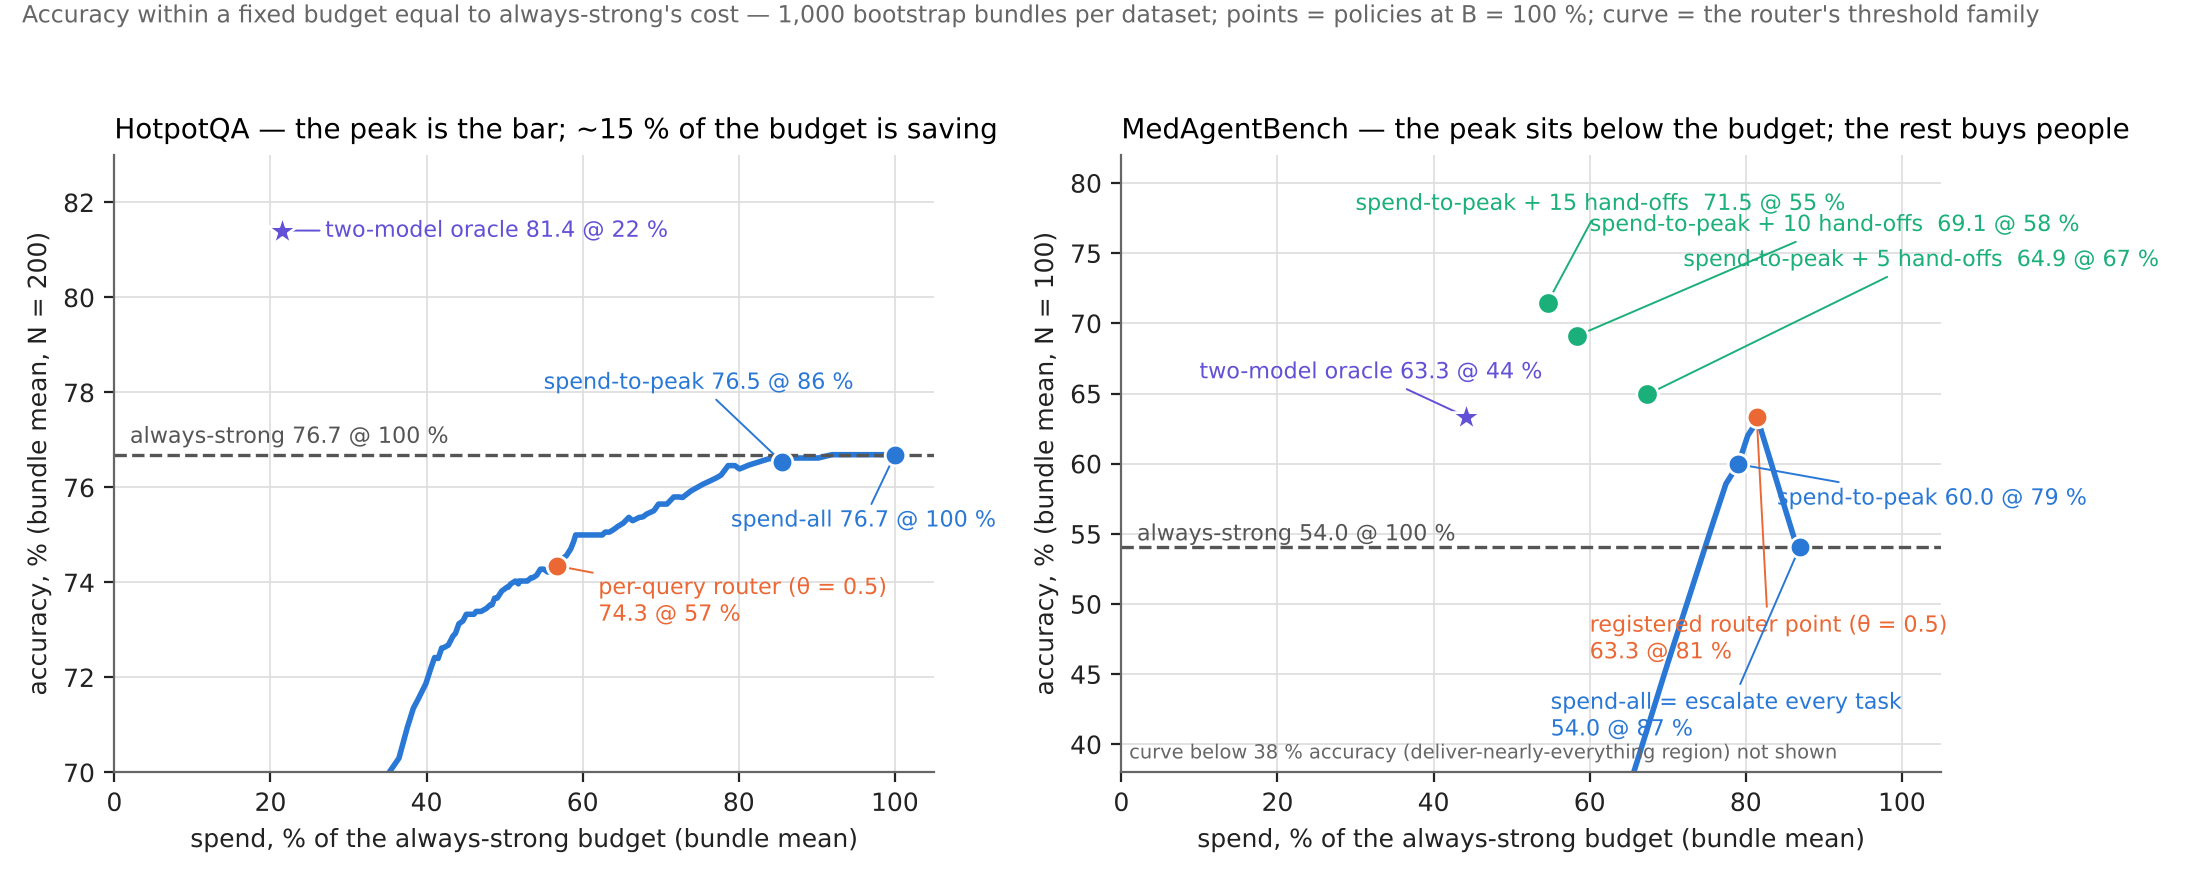 Accuracy within a fixed budget equal to always-strong's cost — 1,000 bootstrap bundles per dataset; points = policies at B = 100 %; curve = the router's threshold family
HotpotQA — the peak is the bar; ~15 % of the budget is saving
accuracy, % (bundle mean, N = 200)
82
80
78
76
74
72
70
two-model oracle 81.4 @ 22 %
spend-to-peak 76.5 @ 86 %
always-strong 76.7 @ 100 %
spend-all 76.7 @ 100 %
per-query router (θ = 0.5)
74.3 @ 57 %
0
20
40
60
80
100
spend, % of the always-strong budget (bundle mean)
MedAgentBench — the peak sits below the budget; the rest buys people
accuracy, % (bundle mean, N = 100)
80
75
70
65
60
55
50
45
40
spend-to-peak + 15 hand-offs 71.5 @ 55 %
spend-to-peak + 10 hand-offs 69.1 @ 58 %
spend-to-peak + 5 hand-offs 64.9 @ 67 %
two-model oracle 63.3 @ 44 %
spend-to-peak 60.0 @ 79 %
always-strong 54.0 @ 100 %
registered router point (θ = 0.5)
63.3 @ 81 %
spend-all = escalate every task
54.0 @ 87 %
curve below 38 % accuracy (deliver-nearly-everything region) not shown
0
20
40
60
80
100
spend, % of the always-strong budget (bundle mean)